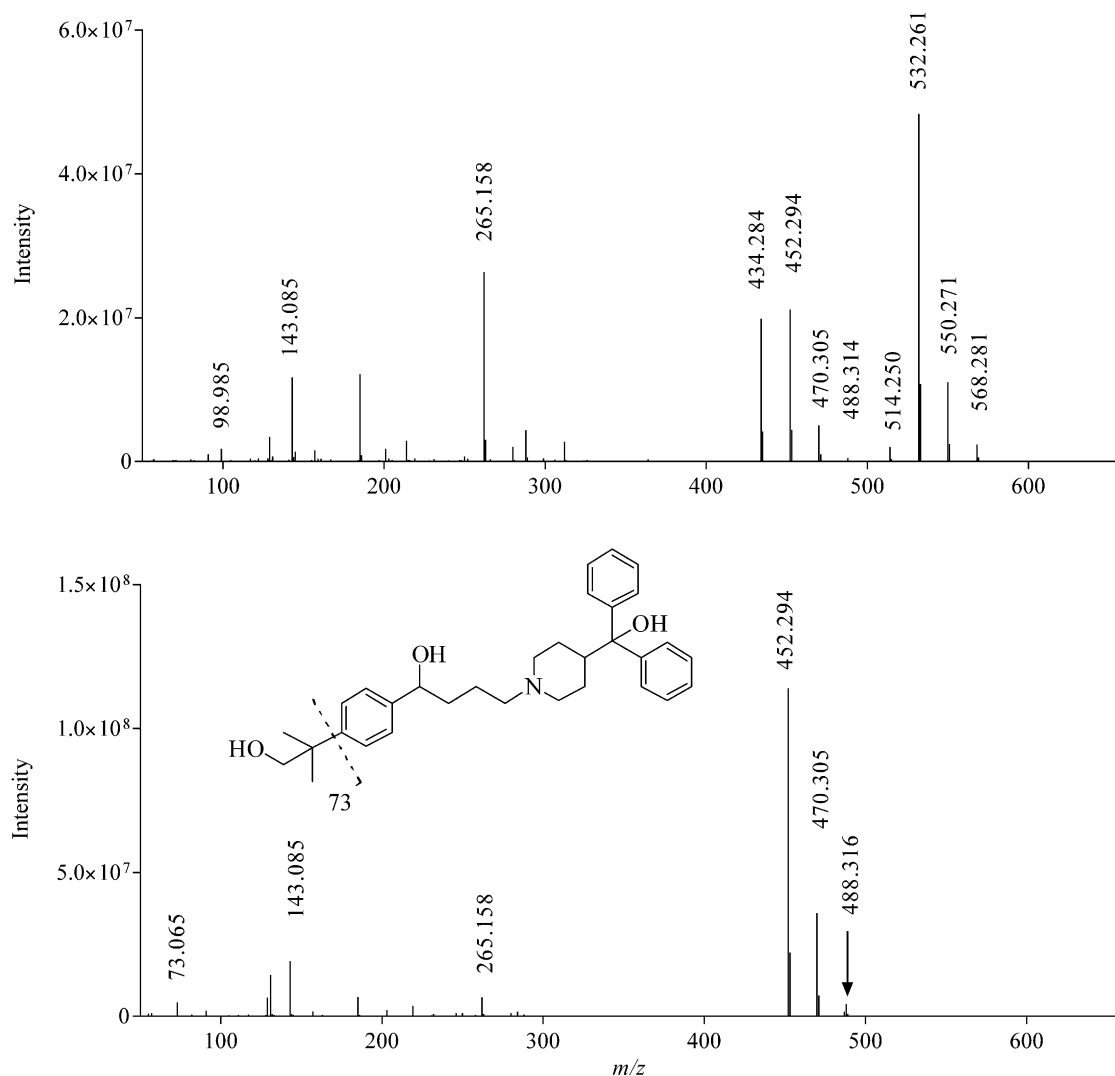 6.0×10⁷
4.0×10⁷
2.0×10⁷
0
Intensity
98.985
143.085
265.158
434.284
452.294
470.305
488.314
514.250
532.261
550.271
568.281
100 200 300 400 500 600
1.5×10⁸
1.0×10⁸
5.0×10⁷
0
Intensity
OH
OH
N
HO
73
73.065
143.085
265.158
452.294
470.305
488.316
100 200 300 400 500 600
m/z